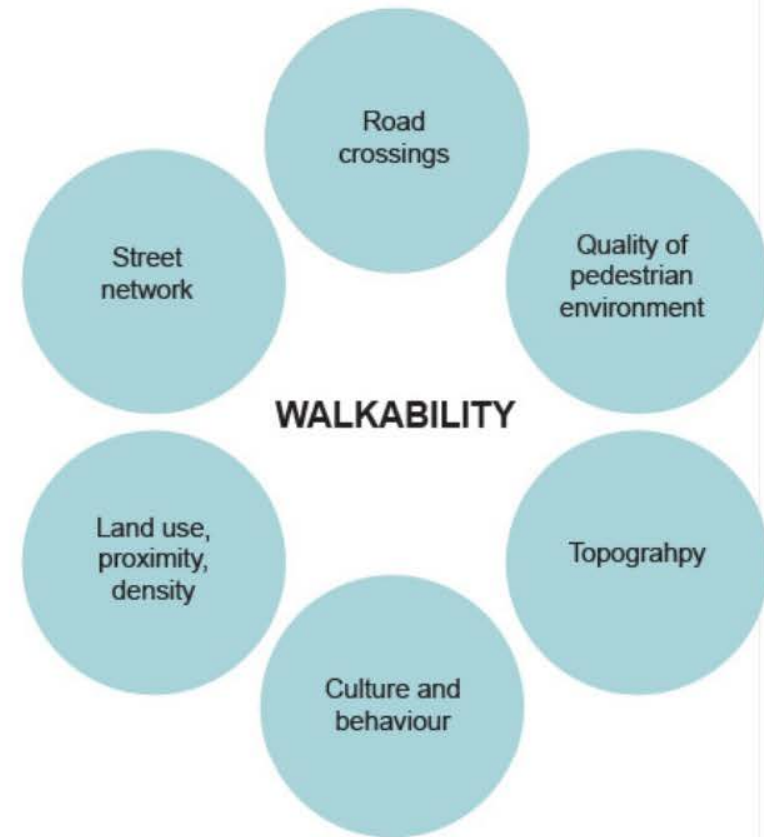 Road
crossings
Street
network
Quality of
pedestrian
environment
WALKABILITY
Land use,
proximity,
density
Topograhpy
Culture and
behaviour